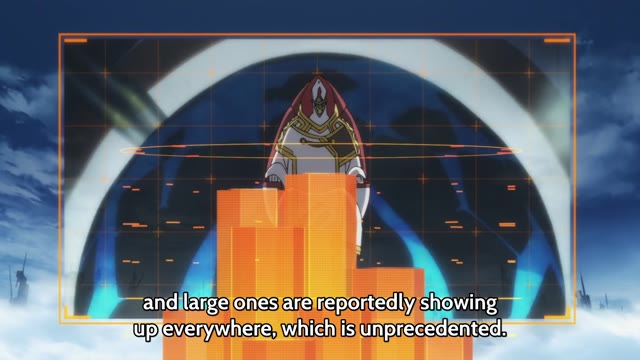 and large ones are reportedly showing
up everywhere, which is unprecedented.